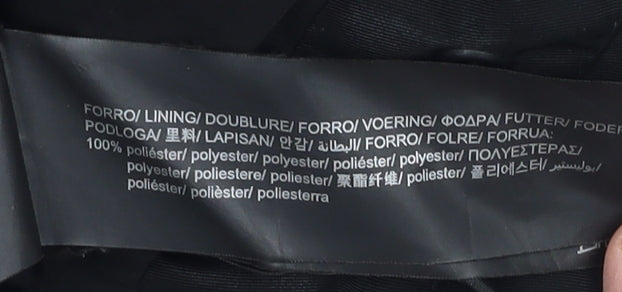 FORRO/ LINING/ DOUBLURE/ FORRO/ VOERING/ ΦΟΔΡΑ/ FUTTER/ FODER
PODLOGA/ 里料/ LAPISAN/ 안감/ البطانة/ FORRO/ FOLRE/ FORRUA:
100% poliéster/ polyester/ polyester/ poliéster/ polyester/ ΠΟΛΥΕΣΤΕΡΑΣ/
polyester/ poliestere/ poliester/ 聚酯纤维/ poliester/ 폴리에스터/ بوليستير/
poliéster/ polièster/ poliesterra